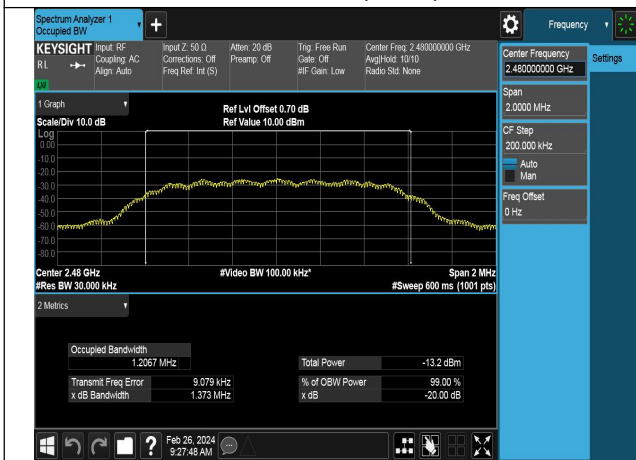 Spectrum Analyzer 1
Occupied BW
+
Frequency
KEYSIGHT
R L
Input: RF
Coupling: AC
Align: Auto
Input Z: 50 Ω
Corrections: Off
Freq Ref: Int (S)
Atten: 20 dB
Preamp: Off
Trig: Free Run
Gate: Off
#IF Gain: Low
Center Freq: 2.480000000 GHz
Avg|Hold: 10/10
Radio Std: None
LXI
Center Frequency
2.480000000 GHz
Settings
Span
2.0000 MHz
CF Step
200.000 kHz
Auto
Man
Freq Offset
0 Hz
1 Graph
Scale/Div 10.0 dB
Ref Lvl Offset 0.70 dB
Ref Value 10.00 dBm
Log
0.00
-10.0
-20.0
-30.0
-40.0
-50.0
-60.0
-70.0
-80.0
Center 2.48 GHz
#Video BW 100.00 kHz*
Span 2 MHz
#Res BW 30.000 kHz
#Sweep 600 ms (1001 pts)
2 Metrics
Occupied Bandwidth
1.2067 MHz
Total Power -13.2 dBm
Transmit Freq Error 9.079 kHz
% of OBW Power 99.00 %
x dB Bandwidth 1.373 MHz
x dB -20.00 dB
?
Feb 26, 2024
9:27:48 AM